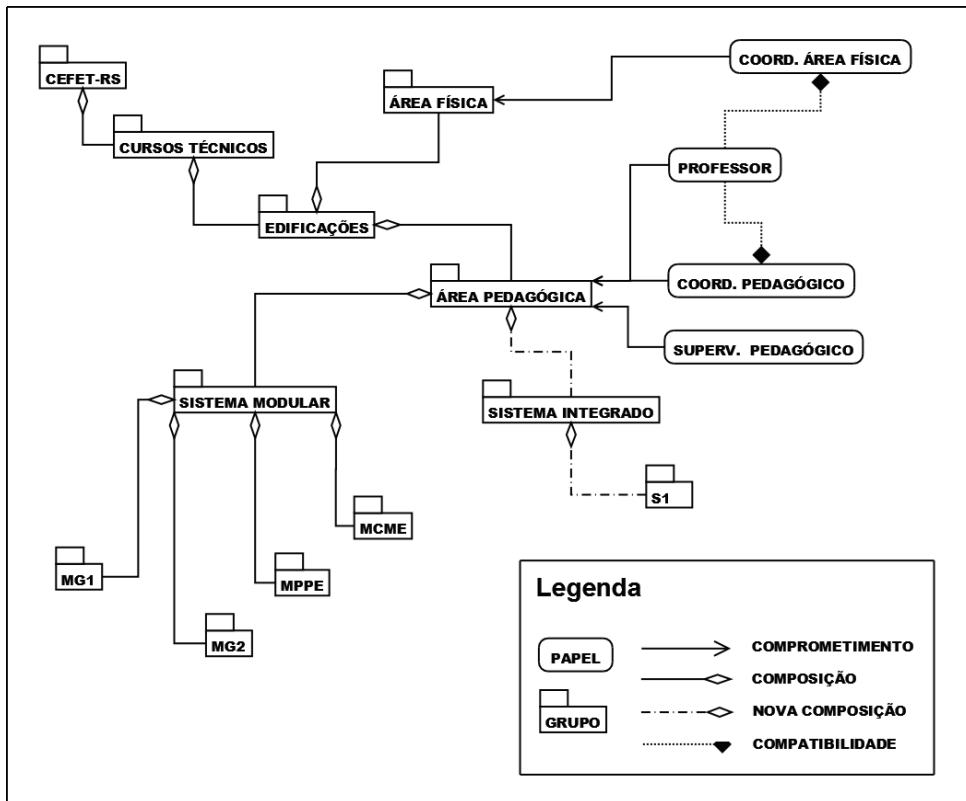 CEFET-RS
COORD. ÁREA FÍSICA
ÁREA FÍSICA
CURSOS TÉCNICOS
PROFESSOR
EDIFICAÇÕES
COORD. PEDAGÓGICO
ÁREA PEDAGÓGICA
SUPERV. PEDAGÓGICO
SISTEMA MODULAR
SISTEMA INTEGRADO
S1
MCME
MG1
MPPE
MG2
Legenda
PAPEL
COMPROMETIMENTO
COMPOSIÇÃO
GRUPO
NOVA COMPOSIÇÃO
COMPATIBILIDADE